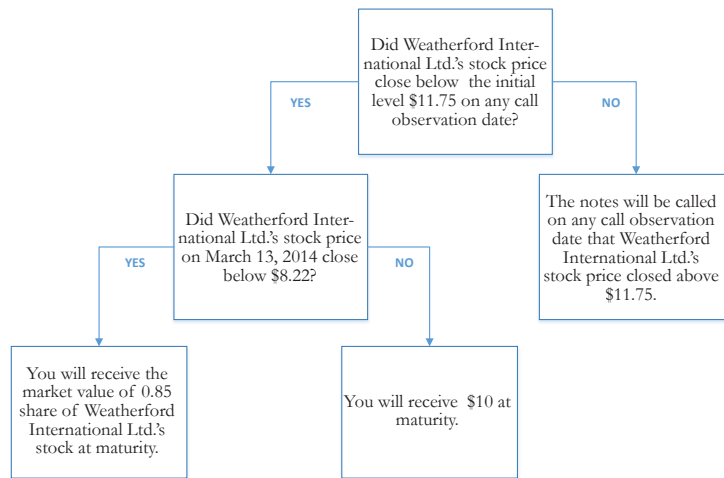 Did Weatherford Inter-
national Ltd.'s stock price
close below the initial
level $11.75 on any call
observation date?
YES
NO
Did Weatherford Inter-
national Ltd.'s stock price
on March 13, 2014 close
below $8.22?
The notes will be called
on any call observation
date that Weatherford
International Ltd.'s
stock price closed above
$11.75.
YES
NO
You will receive the
market value of 0.85
share of Weatherford
International Ltd.'s
stock at maturity.
You will receive $10 at
maturity.